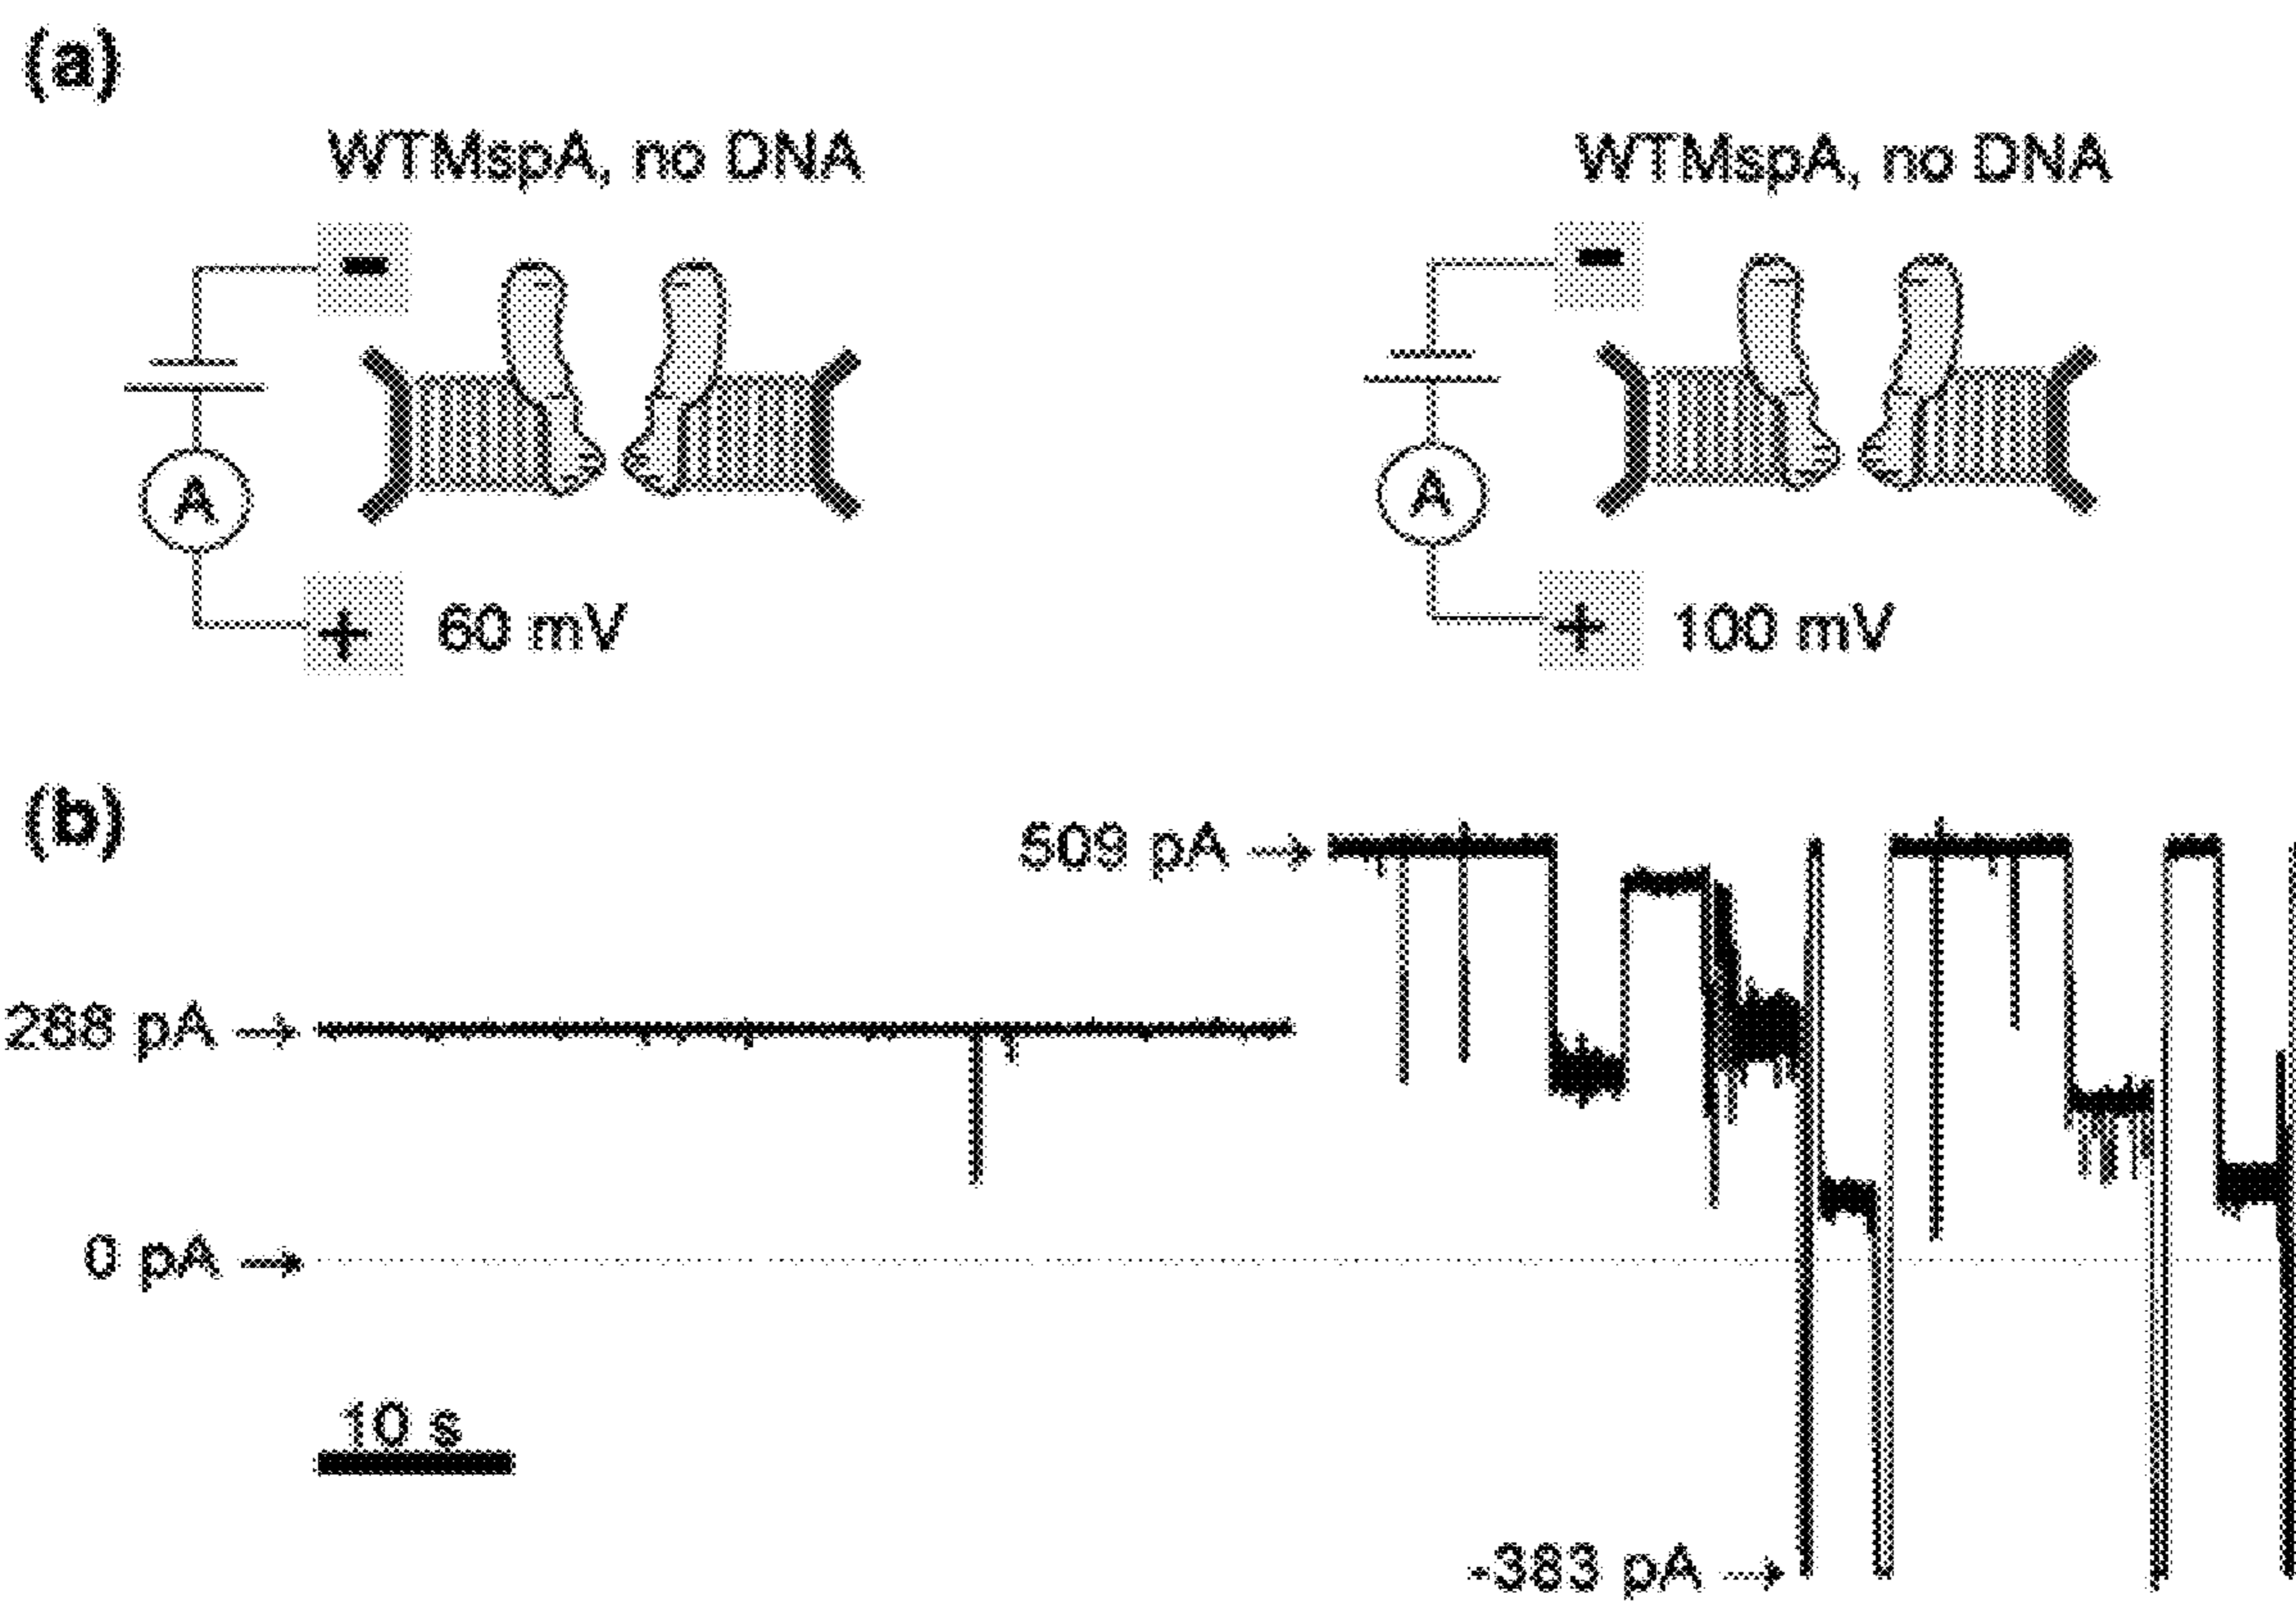 (a)
WTMspA, no DNA
WTMspA, no DNA
-
-
A
A
+ 60 mV
+ 100 mV
(b)
509 pA →
288 pA →
0 pA →
10 s
-383 pA →